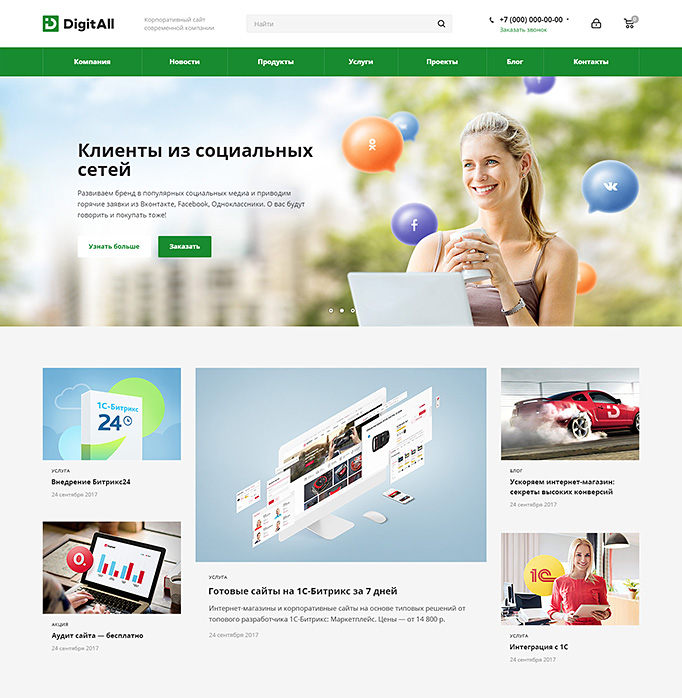 DigitAll
Корпоративный сайт
современной компании
Найти
+7 (000) 000-00-00
Заказать звонок
0
Компания
Новости
Продукты
Услуги
Проекты
Блог
Контакты
Клиенты из социальных
сетей
Развиваем бренд в популярных социальных медиа и приводим
горячие заявки из Вконтакте, Facebook, Одноклассники. О вас будут
говорить и покупать тоже!
Узнать больше
Заказать
1С-Битрикс
24
УСЛУГА
Внедрение Битрикс24
24 сентября 2017
АКЦИЯ
Аудит сайта — бесплатно
24 сентября 2017
УСЛУГА
Готовые сайты на 1С-Битрикс за 7 дней
Интернет-магазины и корпоративные сайты на основе типовых решений от
топового разработчика 1С-Битрикс: Маркетплейс. Цены — от 14 800 р.
24 сентября 2017
БЛОГ
Ускоряем интернет-магазин:
секреты высоких конверсий
24 сентября 2017
1С
УСЛУГА
Интеграция с 1С
24 сентября 2017